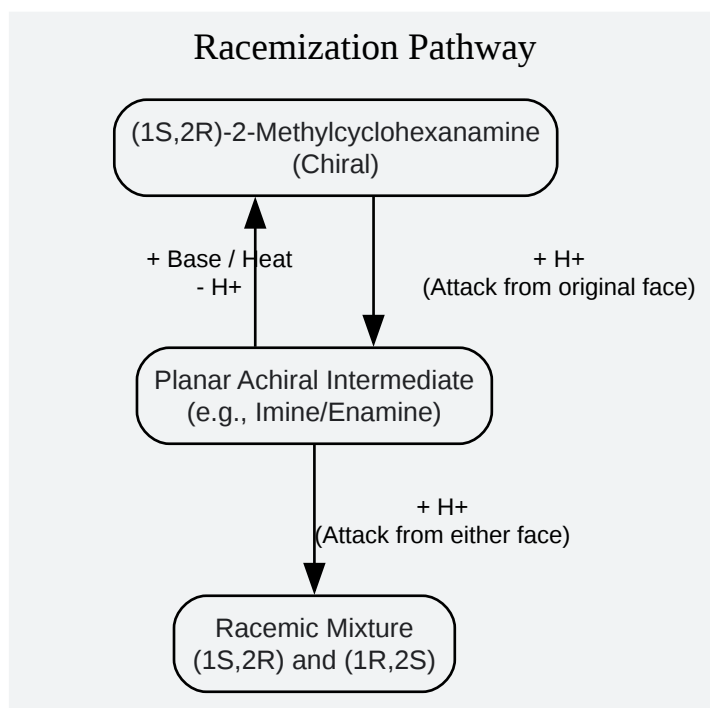 Racemization Pathway
(1S,2R)-2-Methylcyclohexanamine
(Chiral)
+ Base / Heat
- H+
+ H+
(Attack from original face)
Planar Achiral Intermediate
(e.g., Imine/Enamine)
+ H+
(Attack from either face)
Racemic Mixture
(1S,2R) and (1R,2S)